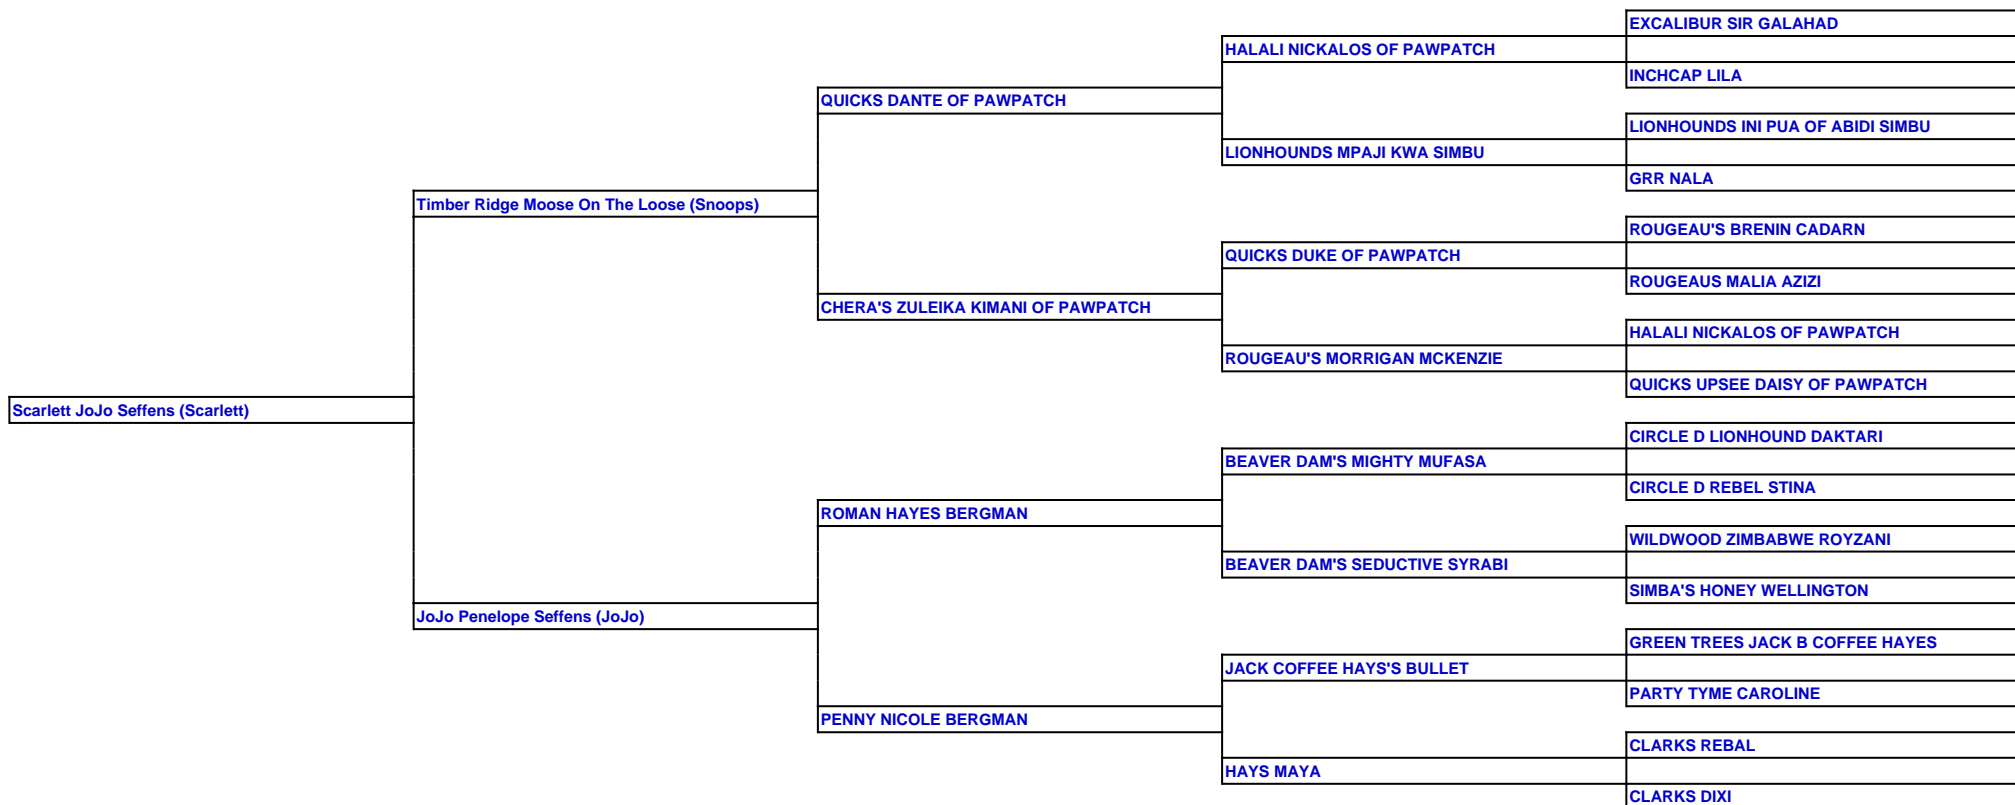 EXCALIBUR SIR GALAHAD
HALALI NICKALOS OF PAWPATCH
INCHCAP LILA
QUICKS DANTE OF PAWPATCH
LIONHOUNDS INI PUA OF ABIDI SIMBU
LIONHOUNDS MPAJI KWA SIMBU
GRR NALA
Timber Ridge Moose On The Loose (Snoops)
ROUGEAU'S BRENIN CADARN
QUICKS DUKE OF PAWPATCH
ROUGEAUS MALIA AZIZI
CHERA'S ZULEIKA KIMANI OF PAWPATCH
HALALI NICKALOS OF PAWPATCH
ROUGEAU'S MORRIGAN MCKENZIE
QUICKS UPSEE DAISY OF PAWPATCH
Scarlett JoJo Seffens (Scarlett)
CIRCLE D LIONHOUND DAKTARI
BEAVER DAM'S MIGHTY MUFASA
CIRCLE D REBEL STINA
ROMAN HAYES BERGMAN
WILDWOOD ZIMBABWE ROYZANI
BEAVER DAM'S SEDUCTIVE SYRABI
SIMBA'S HONEY WELLINGTON
JoJo Penelope Seffens (JoJo)
GREEN TREES JACK B COFFEE HAYES
JACK COFFEE HAYS'S BULLET
PARTY TYME CAROLINE
PENNY NICOLE BERGMAN
CLARKS REBAL
HAYS MAYA
CLARKS DIXI